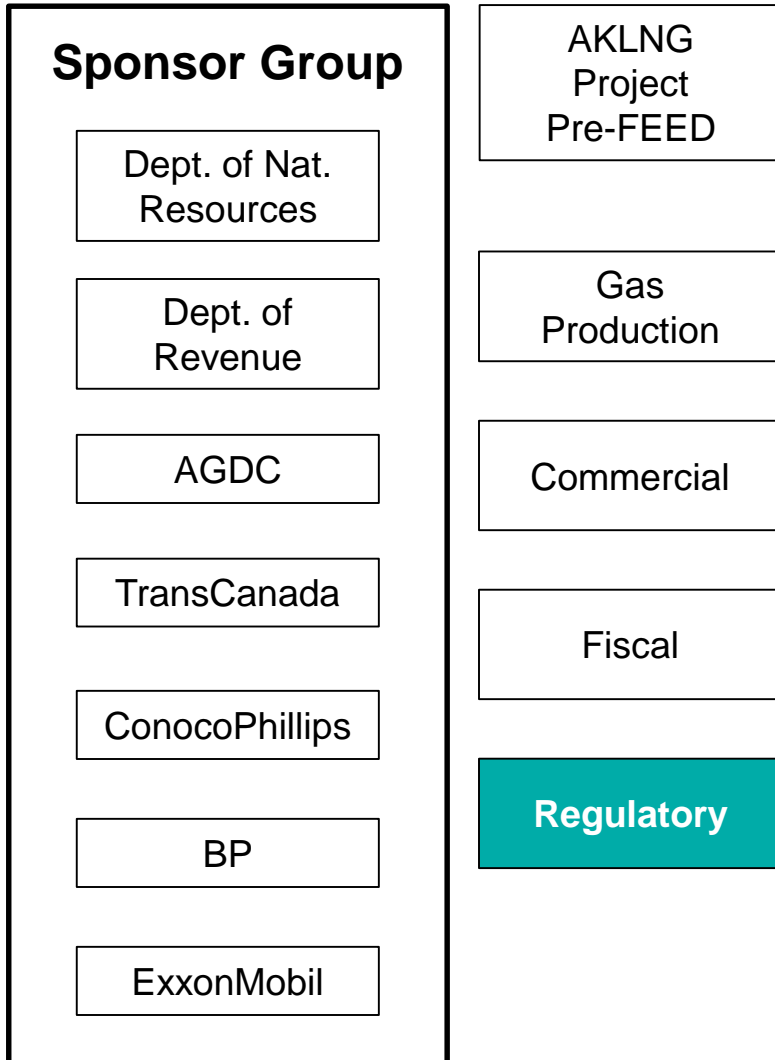 Sponsor Group
Dept. of Nat.
Resources
Dept. of
Revenue
AGDC
TransCanada
ConocoPhillips
BP
ExxonMobil
AKLNG
Project
Pre-FEED
Gas
Production
Commercial
Fiscal
Regulatory